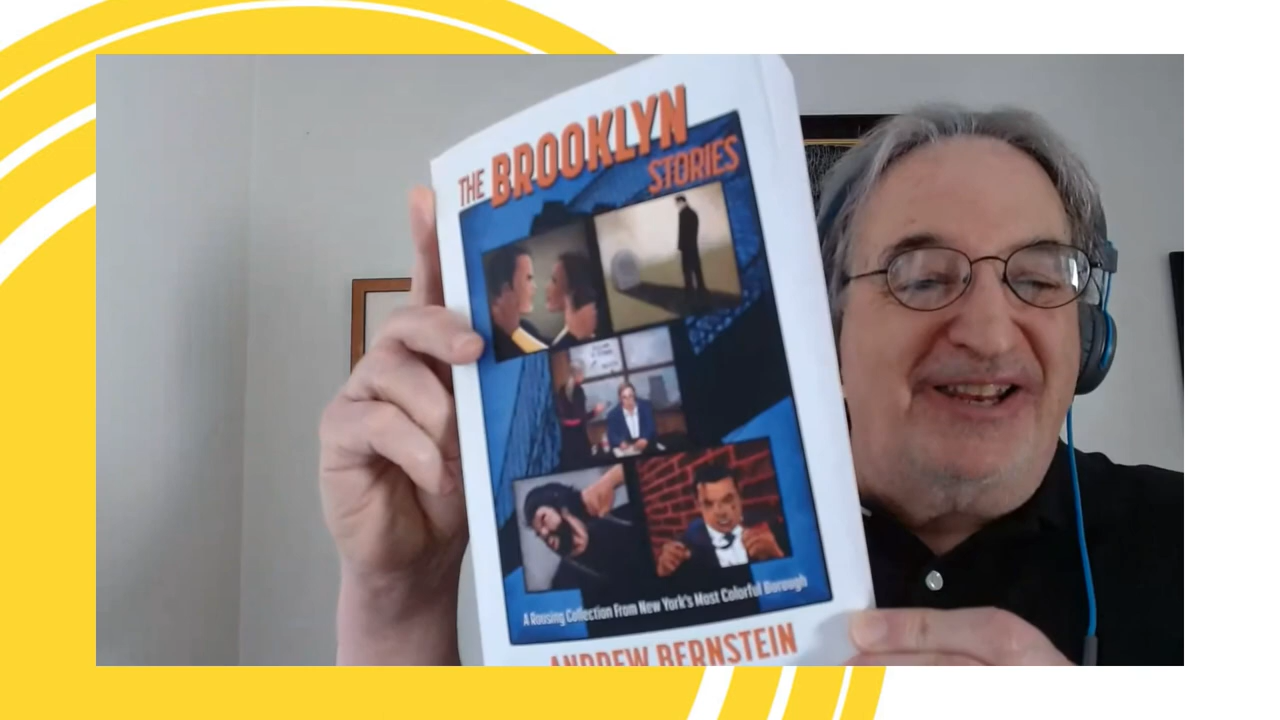 THE BROOKLYN
STORIES
A Rousing Collection From New York's Most Colorful Borough
ANDREW BERNSTEIN